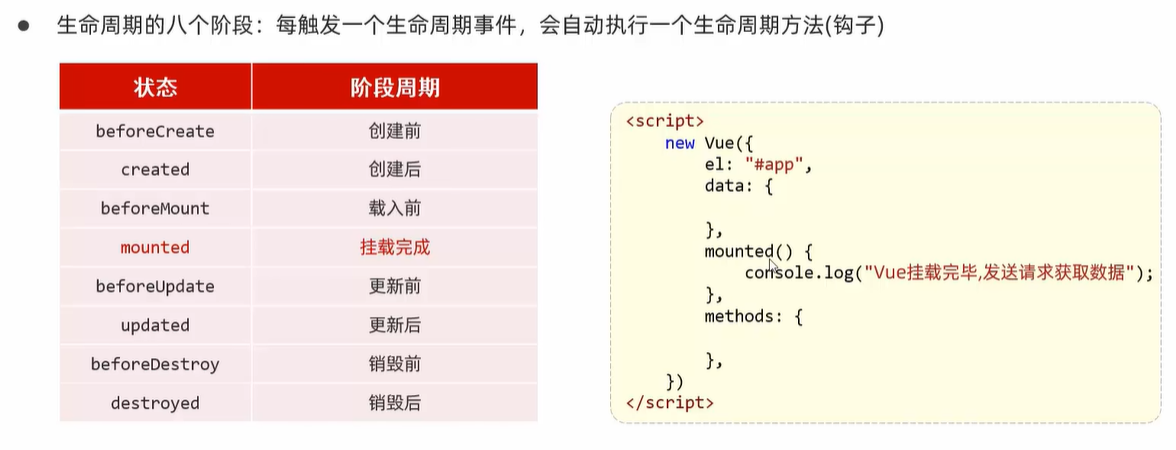 生命周期的八个阶段：每触发一个生命周期事件，会自动执行一个生命周期方法(钩子)
状态 阶段周期
beforeCreate 创建前
created 创建后
beforeMount 载入前
mounted 挂载完成
beforeUpdate 更新前
updated 更新后
beforeDestroy 销毁前
destroyed 销毁后
<script>
new Vue({
el: "#app",
data: {
},
mounted() {
console.log("Vue挂载完毕,发送请求获取数据");
},
methods: {
},
})
</script>